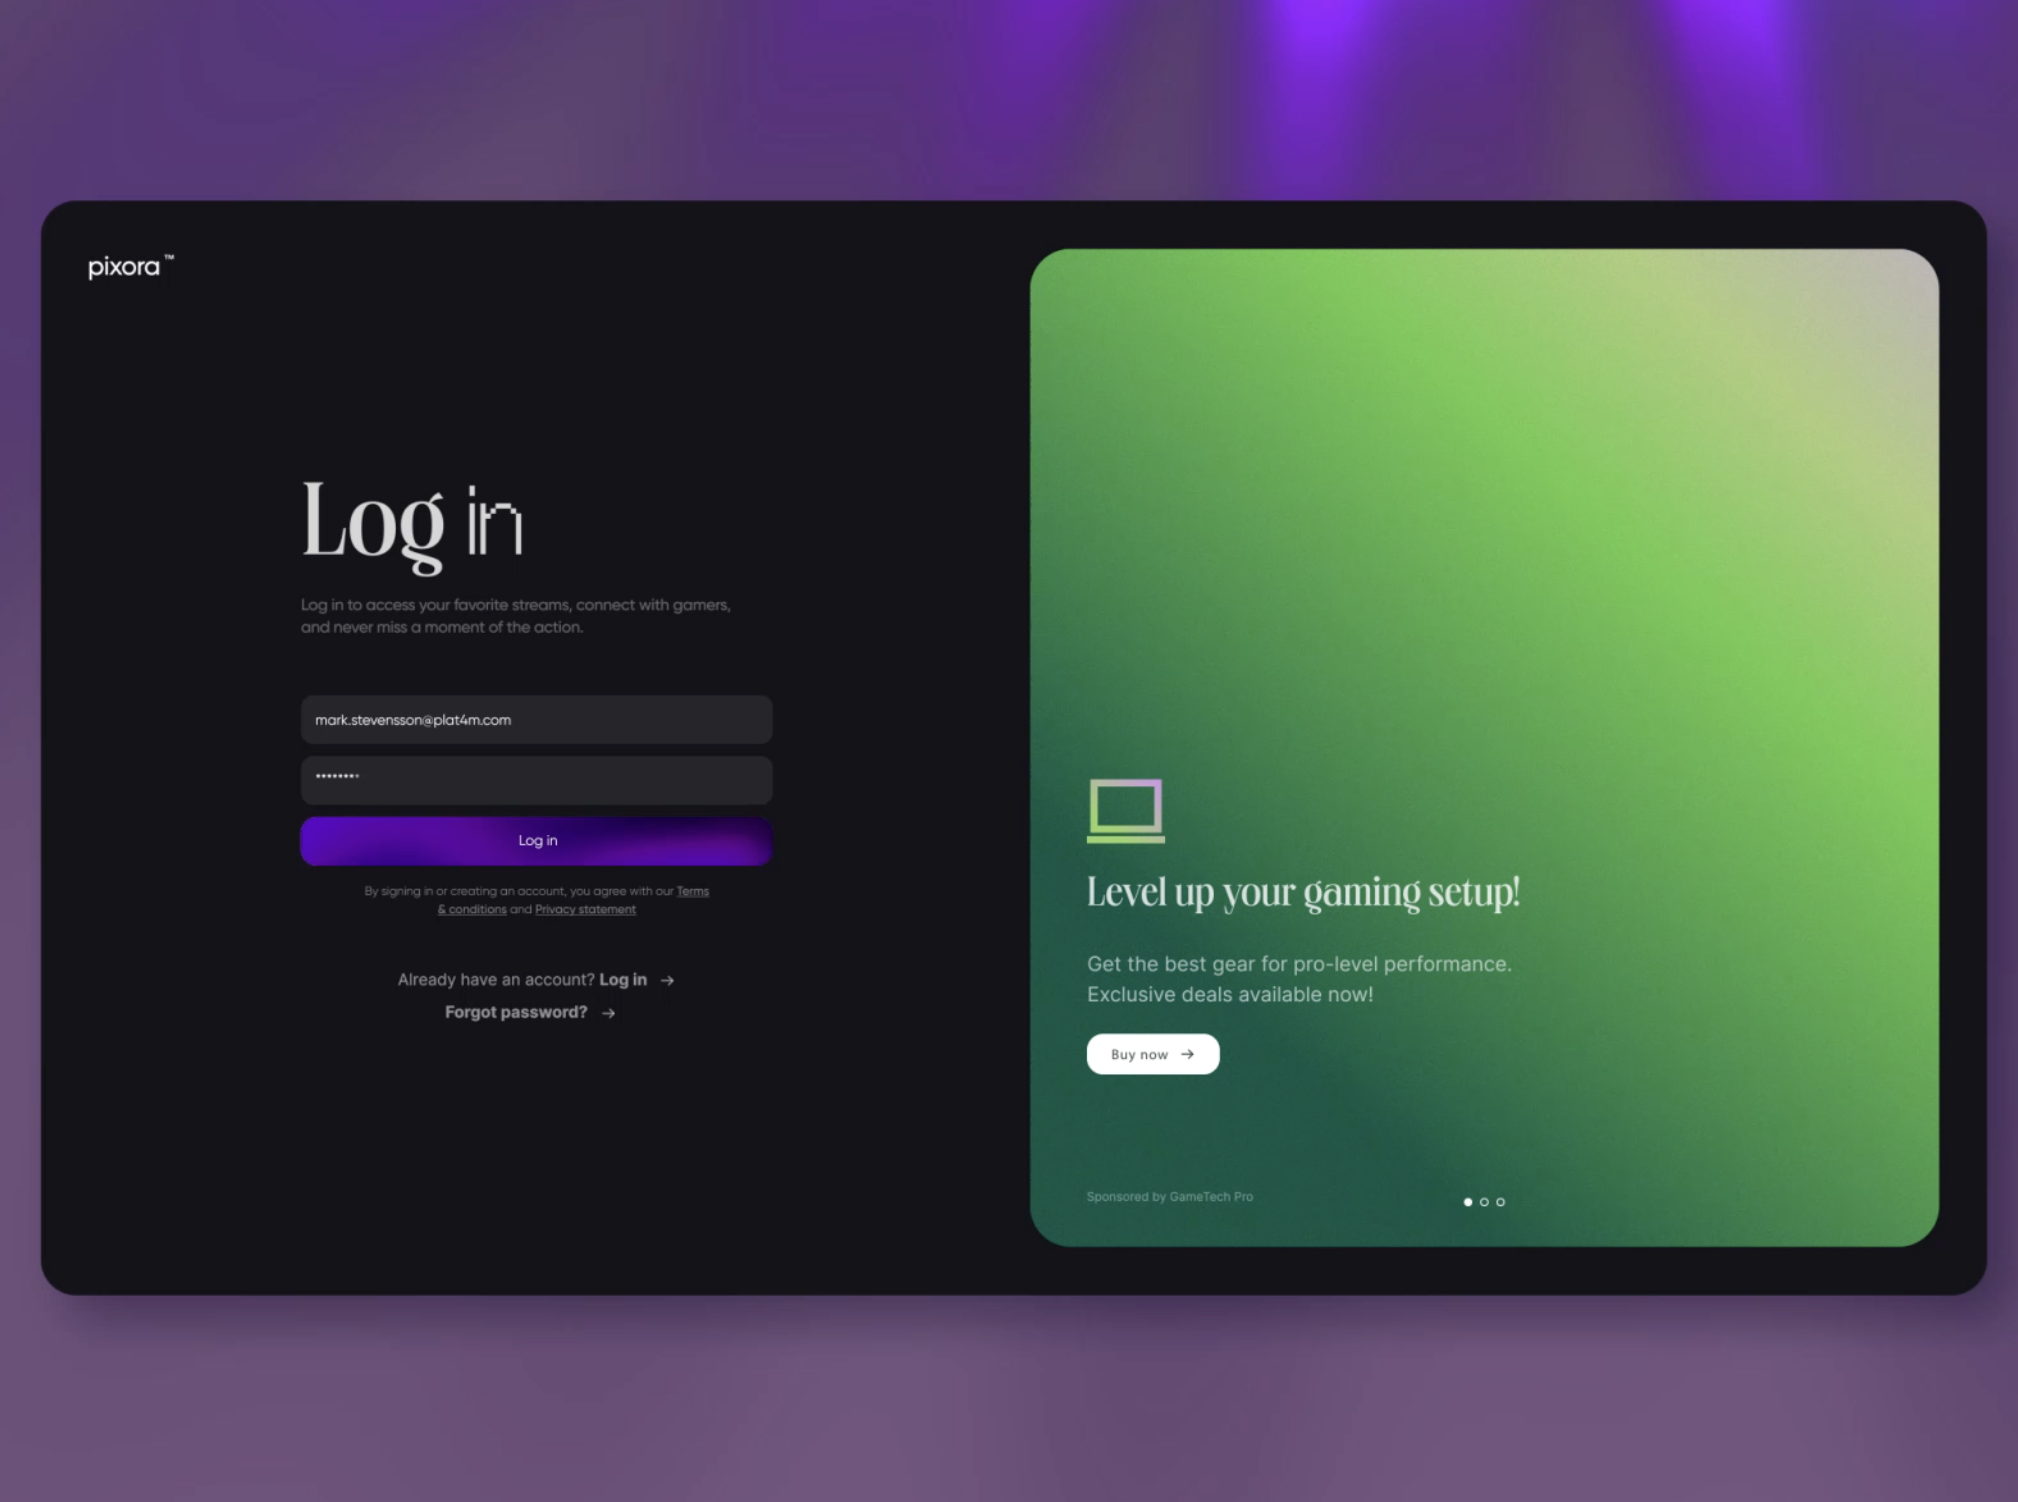 pixora™
Log in
Log in to access your favorite streams, connect with gamers,
and never miss a moment of the action.
mark.stevensson@plat4m.com
••••••••
Log in
By signing in or creating an account, you agree with our Terms
& conditions and Privacy statement
Already have an account? Log in →
Forgot password? →
Level up your gaming setup!
Get the best gear for pro-level performance.
Exclusive deals available now!
Buy now →
Sponsored by GameTech Pro